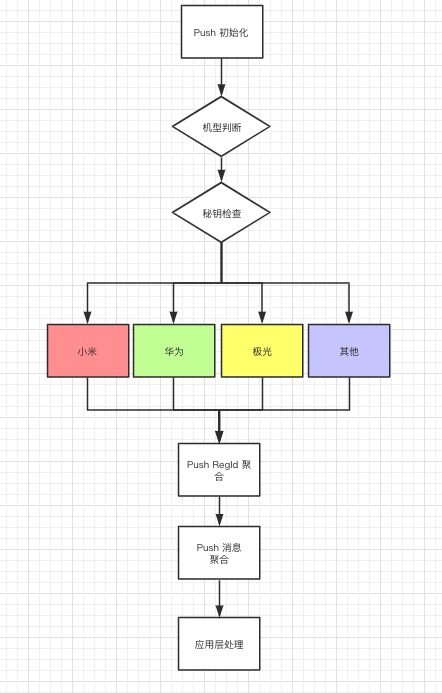 Push 初始化
机型判断
秘钥检查
小米
华为
极光
其他
Push RegId 聚
合
Push 消息
聚合
应用层处理